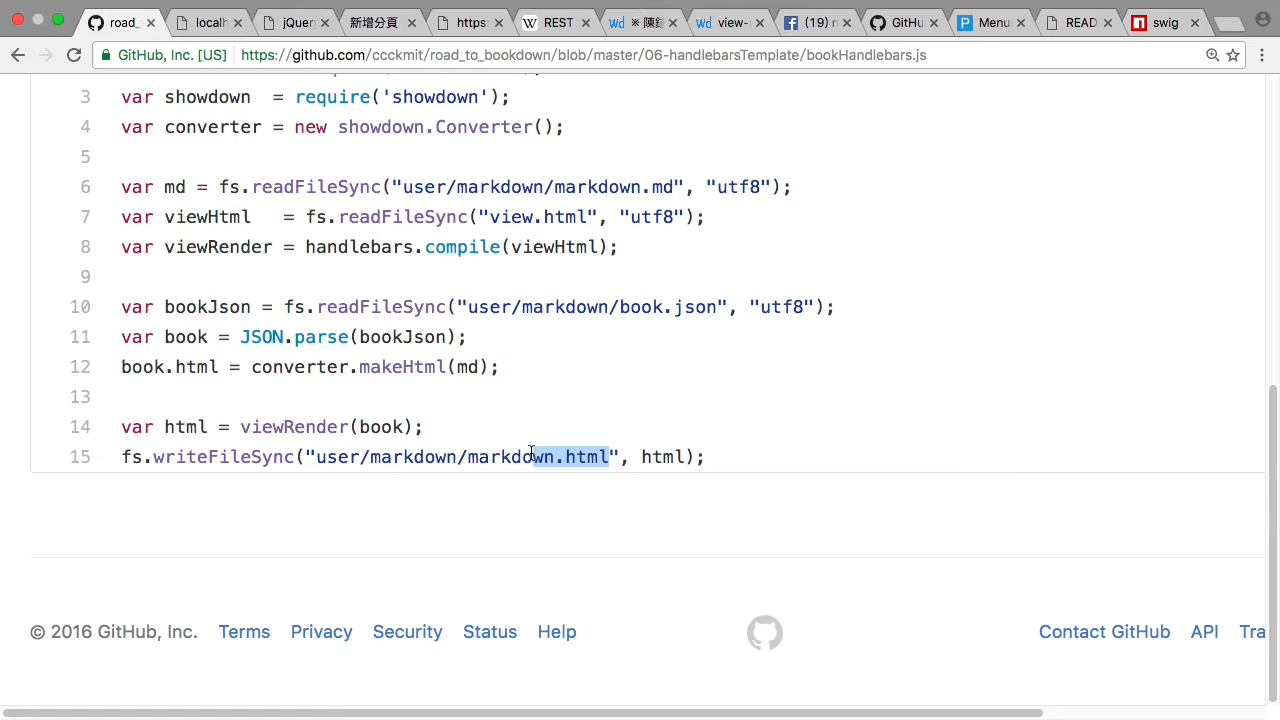 road_
localh
jQuer
新增分頁
https:
REST
※ 陳鍾
view-
(19) n
GitHu
Menu
READ
swig
GitHub, Inc. [US]
https://github.com/ccckmit/road_to_bookdown/blob/master/06-handlebarsTemplate/bookHandlebars.js
3 var showdown = require('showdown');
4 var converter = new showdown.Converter();
5
6 var md = fs.readFileSync("user/markdown/markdown.md", "utf8");
7 var viewHtml = fs.readFileSync("view.html", "utf8");
8 var viewRender = handlebars.compile(viewHtml);
9
10 var bookJson = fs.readFileSync("user/markdown/book.json", "utf8");
11 var book = JSON.parse(bookJson);
12 book.html = converter.makeHtml(md);
13
14 var html = viewRender(book);
15 fs.writeFileSync("user/markdown/markdown.html", html);
© 2016 GitHub, Inc. Terms Privacy Security Status Help
Contact GitHub API Tra